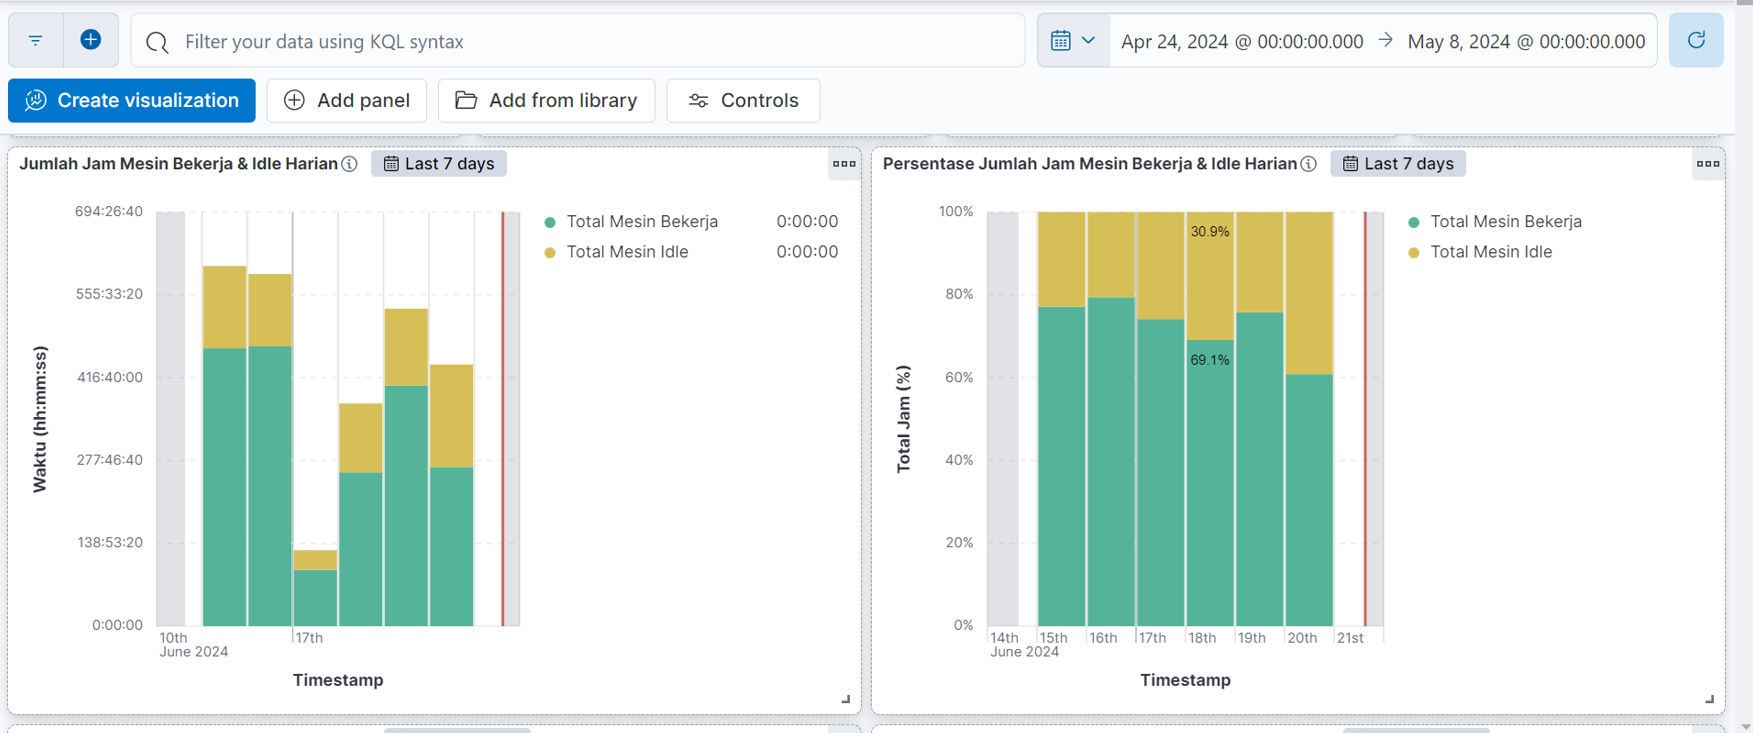 Filter your data using KQL syntax
Apr 24, 2024 @ 00:00:00.000 → May 8, 2024 @ 00:00:00.000
Create visualization
Add panel
Add from library
Controls
Jumlah Jam Mesin Bekerja & Idle Harian
Last 7 days
694:26:40
555:33:20
416:40:00
277:46:40
138:53:20
0:00:00
Waktu (hh:mm:ss)
10th
17th
June 2024
Timestamp
Total Mesin Bekerja 0:00:00
Total Mesin Idle 0:00:00
Persentase Jumlah Jam Mesin Bekerja & Idle Harian
Last 7 days
100%
80%
60%
40%
20%
0%
Total Jam (%)
30.9%
69.1%
14th
15th
16th
17th
18th
19th
20th
21st
June 2024
Timestamp
Total Mesin Bekerja
Total Mesin Idle